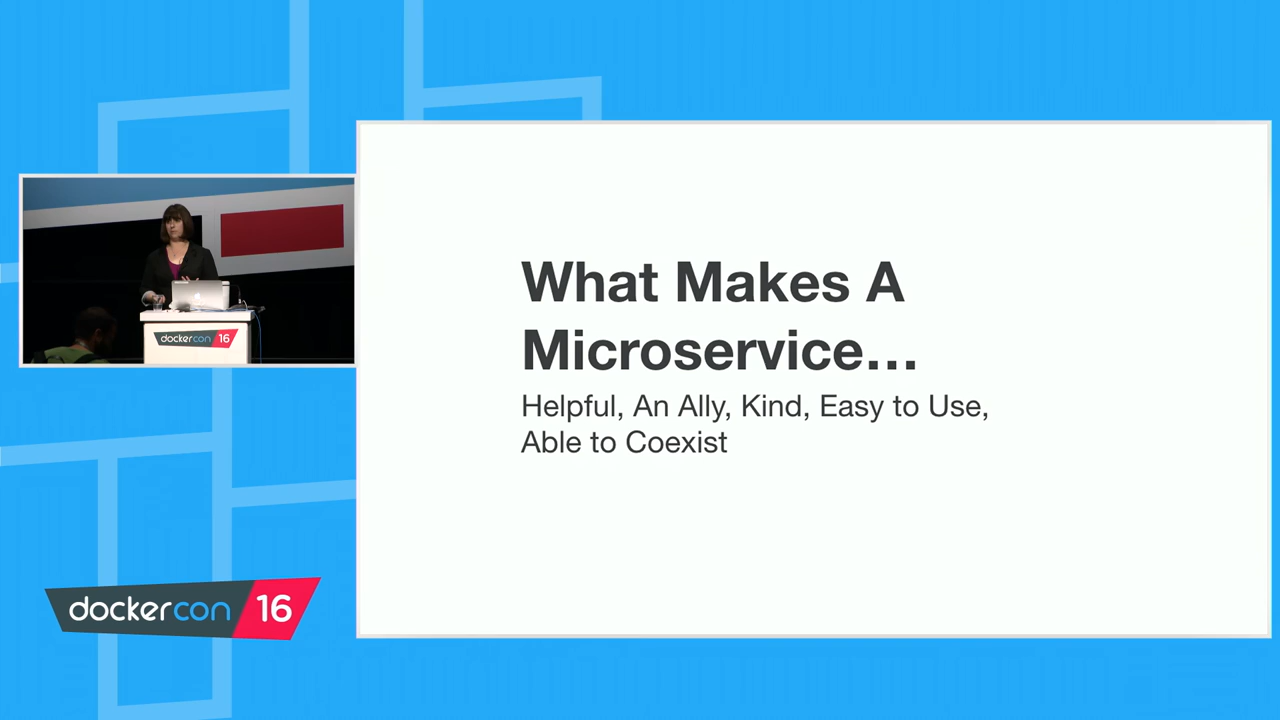 What Makes A
Microservice…
Helpful, An Ally, Kind, Easy to Use,
Able to Coexist
dockercon 16
dockercon 16